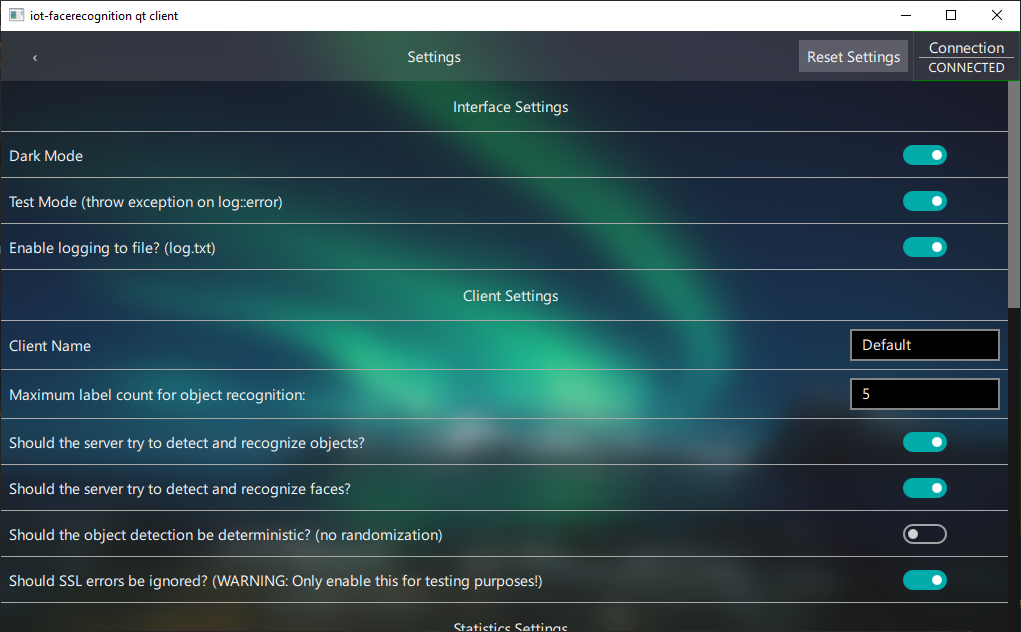 iot-facerecognition qt client
‹
Settings
Reset Settings
Connection
CONNECTED
Interface Settings
Dark Mode
Test Mode (throw exception on log::error)
Enable logging to file? (log.txt)
Client Settings
Client Name
Default
Maximum label count for object recognition:
5
Should the server try to detect and recognize objects?
Should the server try to detect and recognize faces?
Should the object detection be deterministic? (no randomization)
Should SSL errors be ignored? (WARNING: Only enable this for testing purposes!)
Statistics Settings